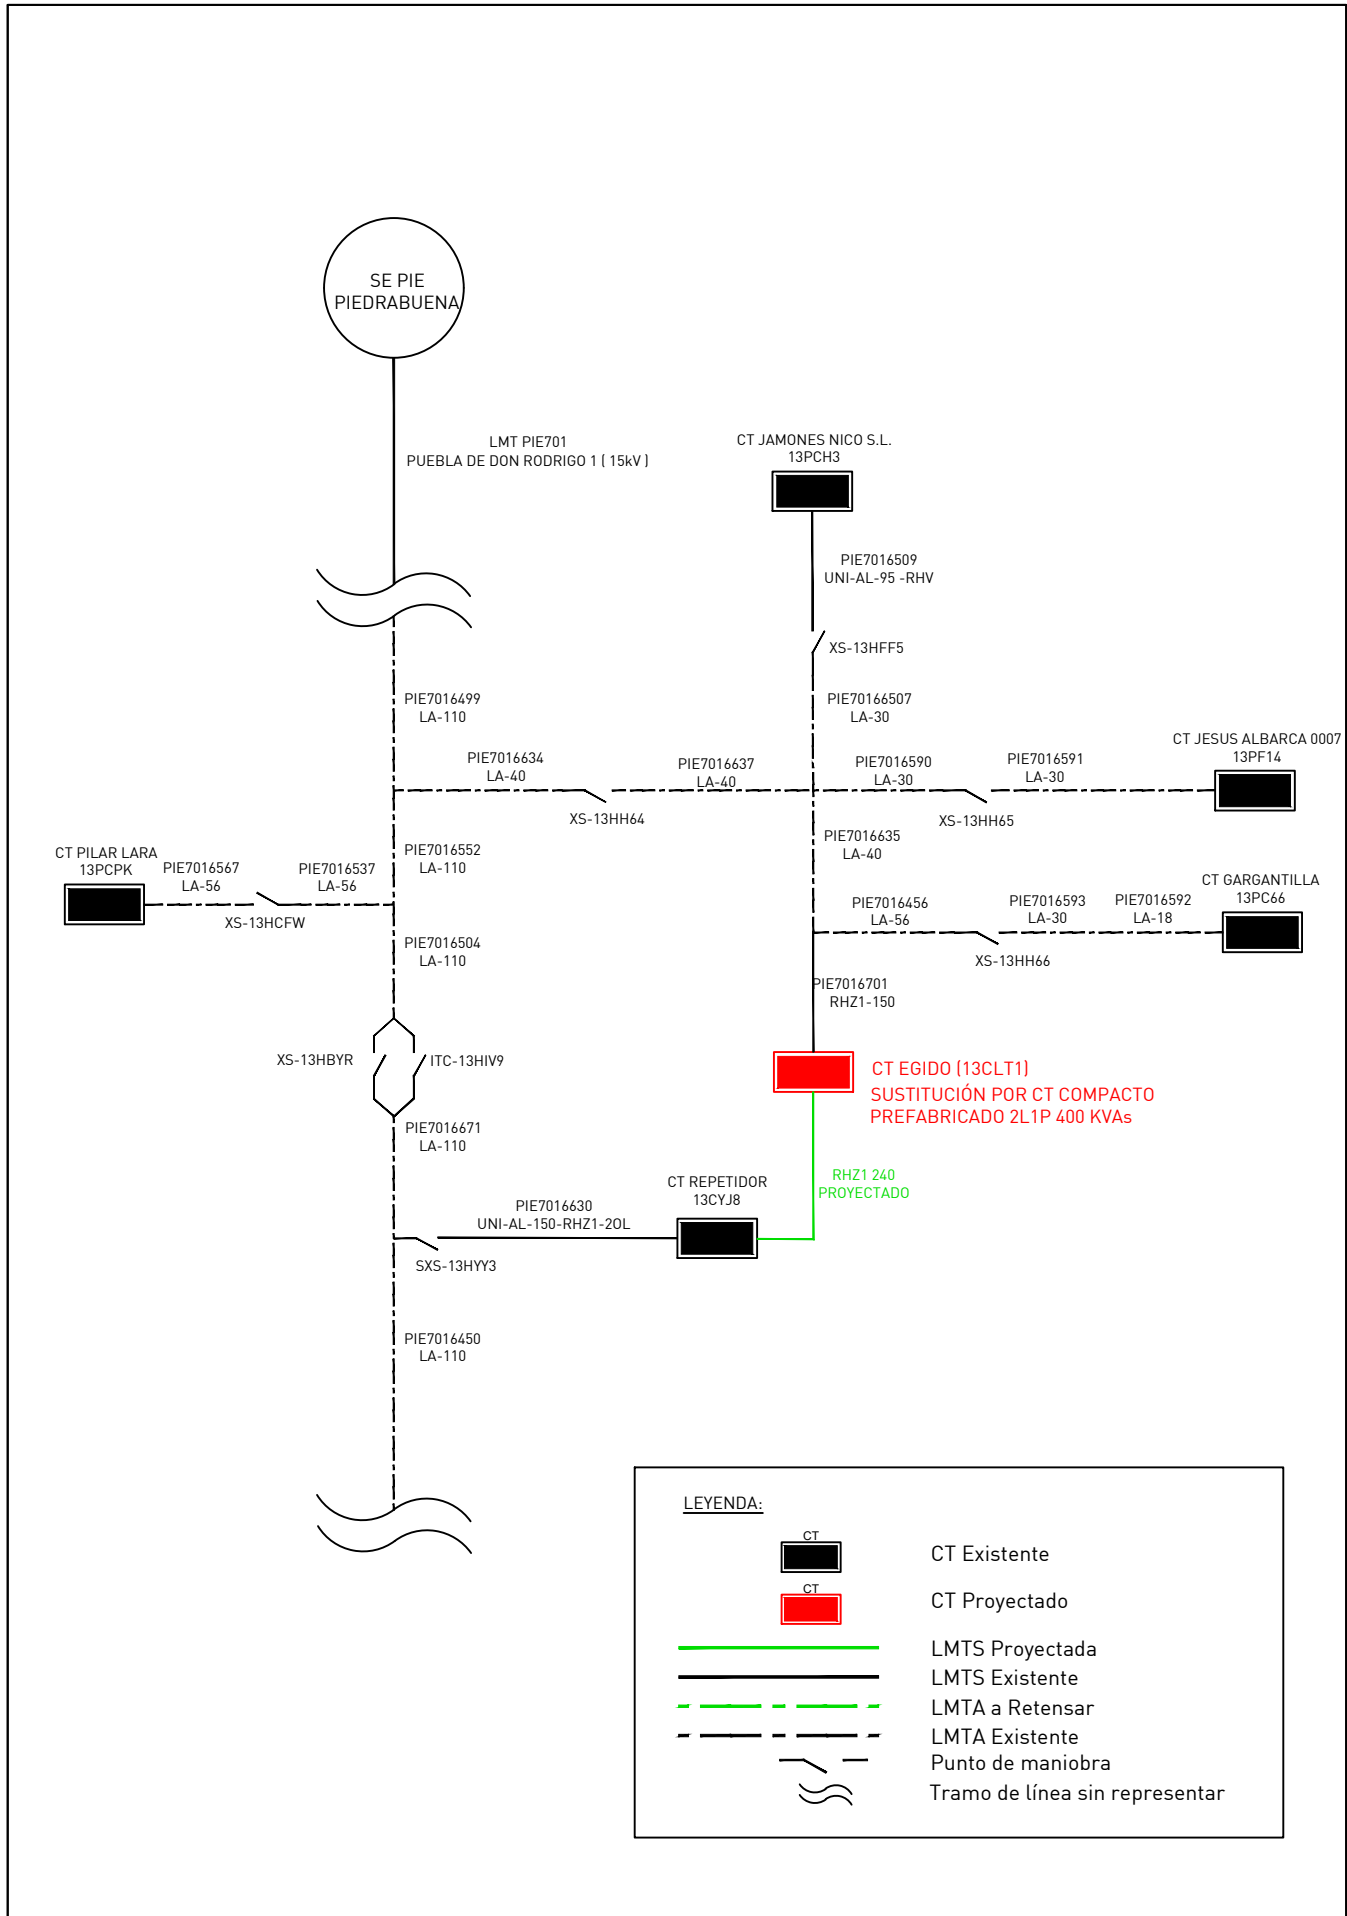 SE PIE
PIEDRABUENA
LMT PIE701
PUEBLA DE DON RODRIGO 1 ( 15kV )
CT JAMONES NICO S.L.
13PCH3
PIE7016509
UNI-AL-95 -RHV
XS-13HFF5
PIE7016499
LA-110
PIE70166507
LA-30
PIE7016634
LA-40
XS-13HH64
PIE7016637
LA-40
PIE7016590
LA-30
XS-13HH65
PIE7016591
LA-30
CT JESUS ALBARCA 0007
13PF14
CT PILAR LARA
13PCPK
PIE7016567
LA-56
XS-13HCFW
PIE7016537
LA-56
PIE7016552
LA-110
PIE7016635
LA-40
PIE7016456
LA-56
XS-13HH66
PIE7016593
LA-30
PIE7016592
LA-18
CT GARGANTILLA
13PC66
PIE7016504
LA-110
PIE7016701
RHZ1-150
XS-13HBYR
ITC-13HIV9
CT EGIDO (13CLT1)
SUSTITUCIÓN POR CT COMPACTO
PREFABRICADO 2L1P 400 KVAs
PIE7016671
LA-110
RHZ1 240
PROYECTADO
CT REPETIDOR
13CYJ8
PIE7016630
UNI-AL-150-RHZ1-2OL
SXS-13HYY3
PIE7016450
LA-110
LEYENDA:
CT
CT Existente
CT
CT Proyectado
LMTS Proyectada
LMTS Existente
LMTA a Retensar
LMTA Existente
Punto de maniobra
Tramo de línea sin representar